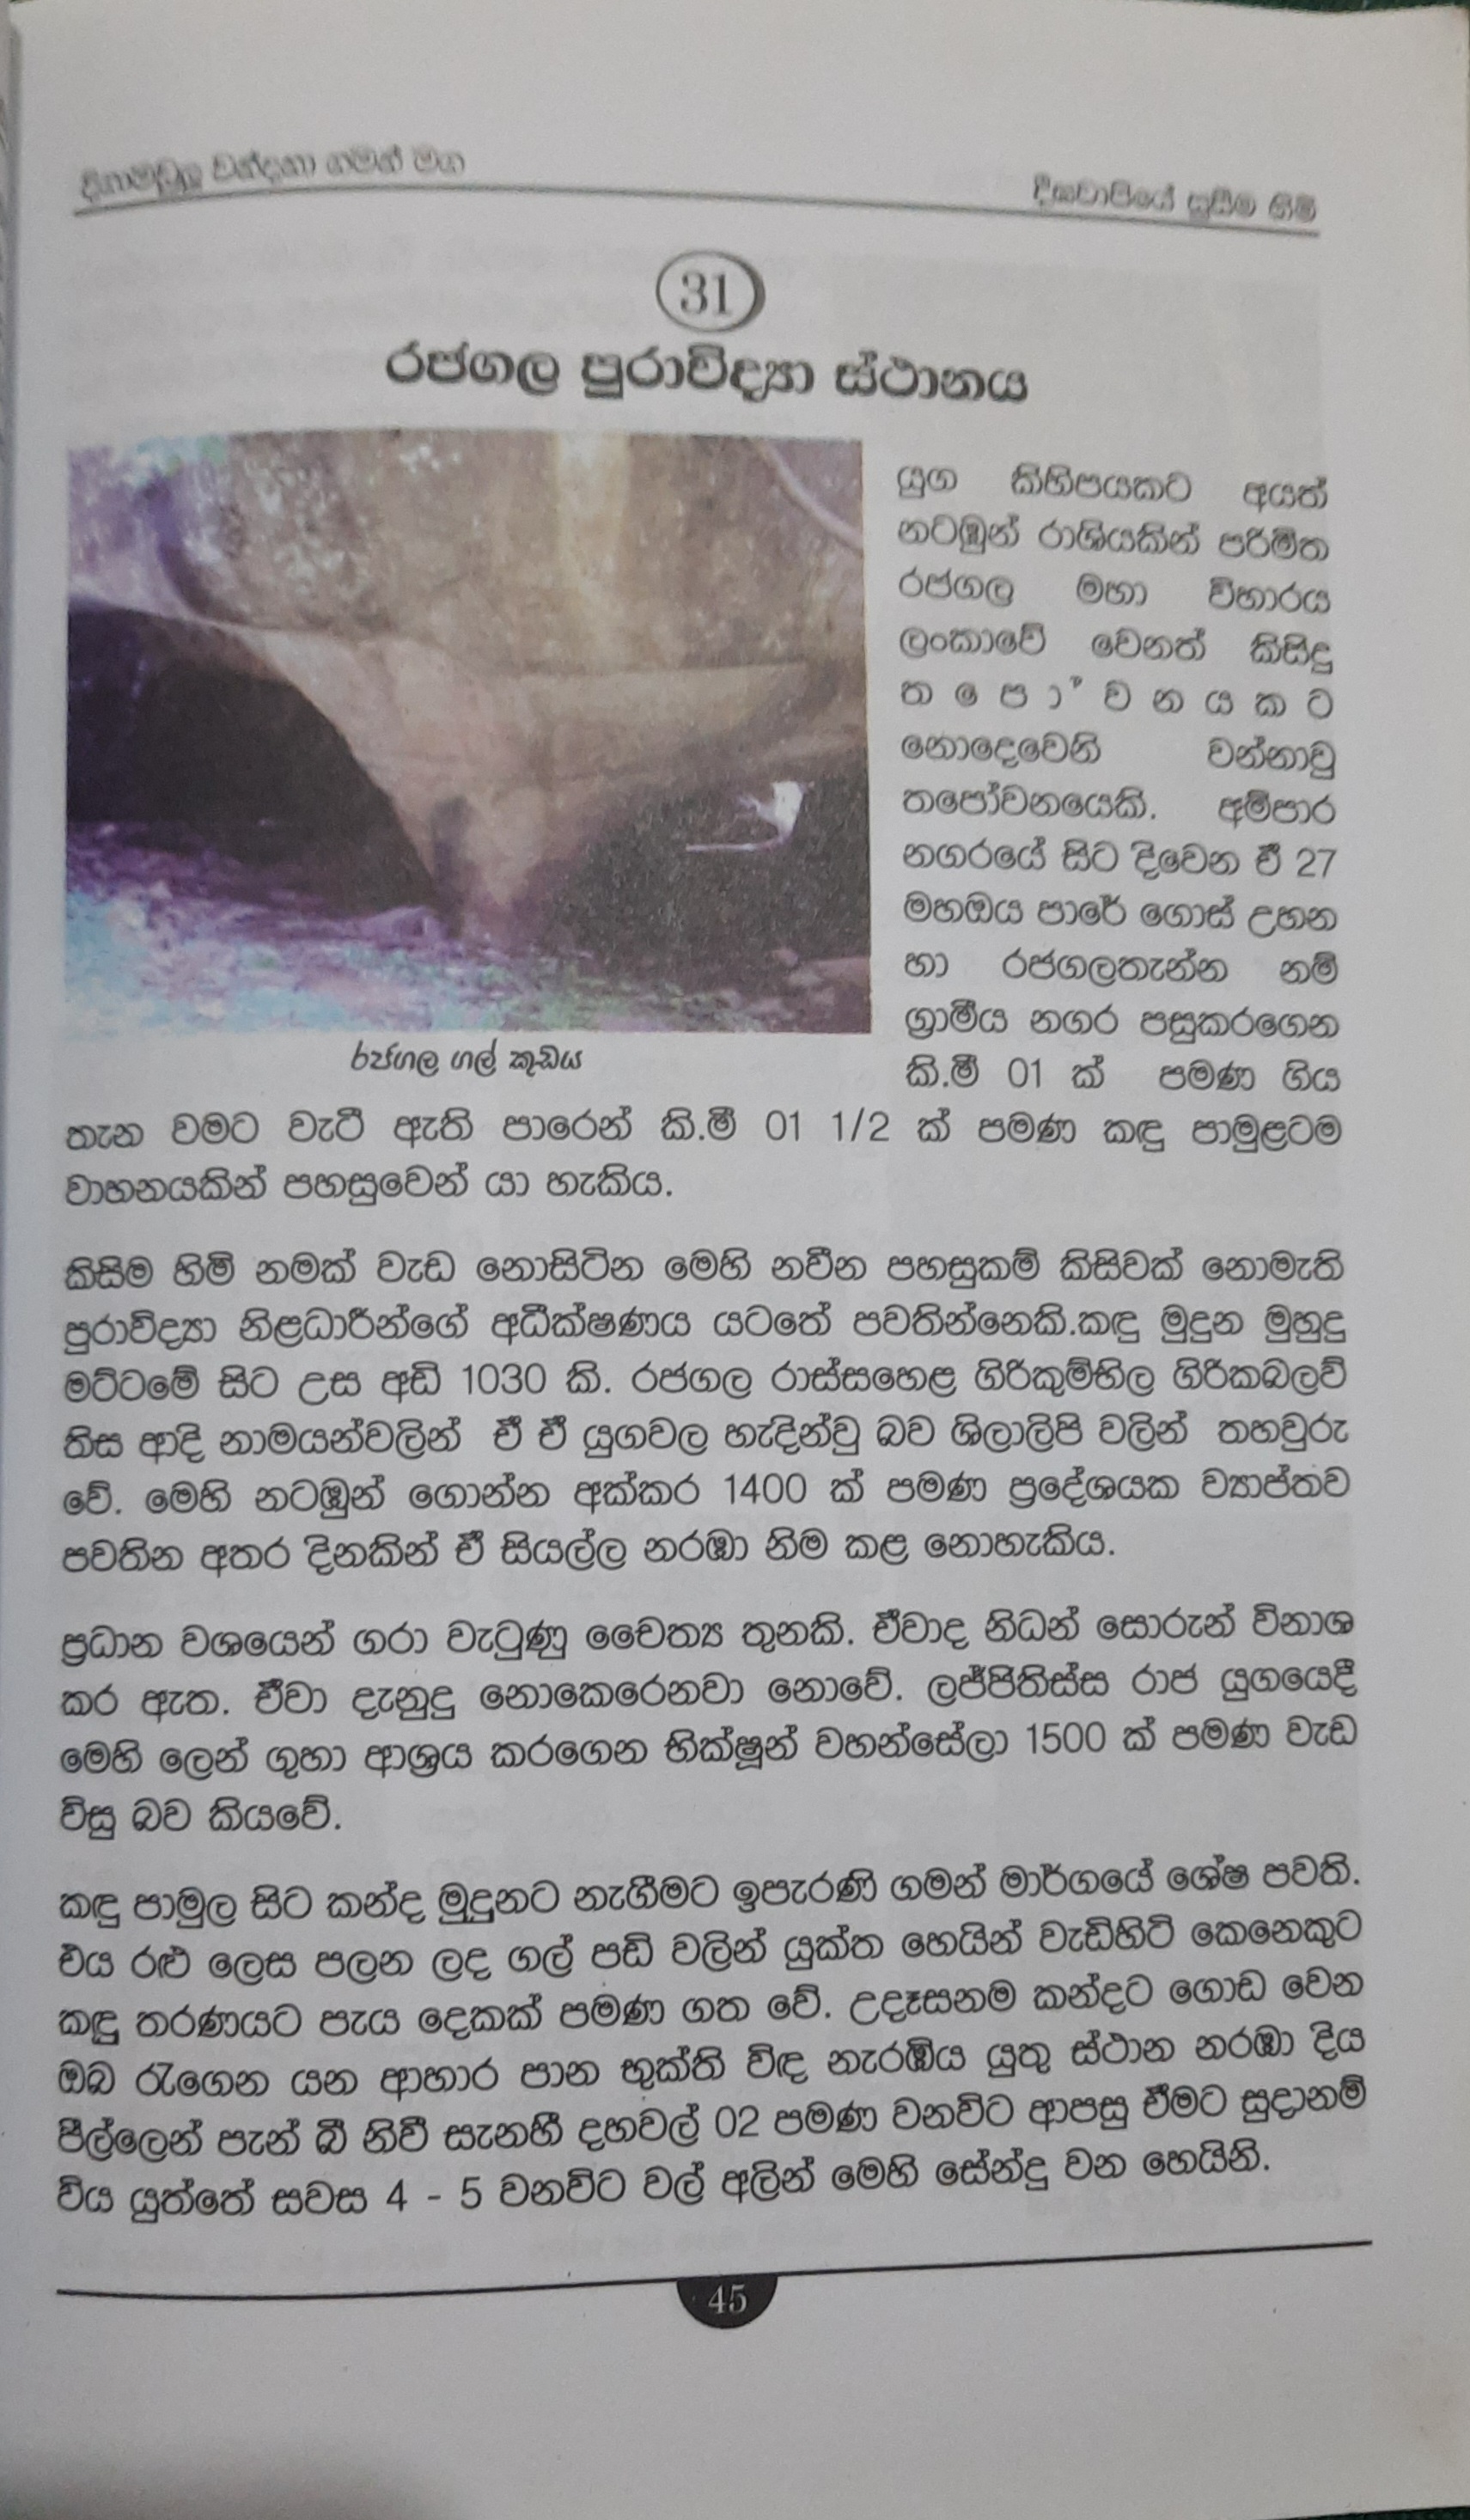 දිගාමඩුලු වන්දනා ගමන් මග
දීඝවාපියේ සුසීම හිමි
31
රජගල පුරාවිද්‍යා ස්ථානය
යුග කිහිපයකට අයත්
නටඹුන් රාශියකින් පරිමිත
රජගල මහා විහාරය
ලංකාවේ වෙනත් කිසිදු
තපෝවනයකට
නොදෙවෙනි වන්නාවූ
තපෝවනයෙකි. අම්පාර
නගරයේ සිට දිවෙන ඒ 27
මහඔය පාරේ ගොස් උහන
හා රජගලතැන්න නම්
ග්‍රාමීය නගර පසුකරගෙන
කි.මී 01 ක් පමණ ගිය
රජගල ගල් කුඩය
තැන වමට වැටී ඇති පාරෙන් කි.මී 01 1/2 ක් පමණ කඳු පාමුළටම
වාහනයකින් පහසුවෙන් යා හැකිය.
කිසිම හිමි නමක් වැඩ නොසිටින මෙහි නවීන පහසුකම් කිසිවක් නොමැති
පුරාවිද්‍යා නිළධාරීන්ගේ අධීක්ෂණය යටතේ පවතින්නෙකි.කඳු මුදුන මුහුදු
මට්ටමේ සිට උස අඩි 1030 කි. රජගල රාස්සහෙළ ගිරිකුම්භිල ගිරිකබලව්
තිස ආදි නාමයන්වලින් ඒ ඒ යුගවල හැදින්වූ බව ශිලාලිපි වලින් තහවුරු
වේ. මෙහි නටඹුන් ගොන්න අක්කර 1400 ක් පමණ ප්‍රදේශයක ව්‍යාප්තව
පවතින අතර දිනකින් ඒ සියල්ල නරඹා නිම කළ නොහැකිය.
ප්‍රධාන වශයෙන් ගරා වැටුණු චෛත්‍ය තුනකි. ඒවාද නිධන් සොරුන් විනාශ
කර ඇත. ඒවා දැනුදු නොකෙරෙනවා නොවේ. ලජ්පිතිස්ස රාජ යුගයෙදී
මෙහි ලෙන් ගුහා ආශ්‍රය කරගෙන භික්ෂූන් වහන්සේලා 1500 ක් පමණ වැඩ
විසු බව කියවේ.
කඳු පාමුල සිට කන්ද මුදුනට නැගීමට ඉපැරණි ගමන් මාර්ගයේ ශේෂ පවති.
එය රළු ලෙස පලන ලද ගල් පඩි වලින් යුක්ත හෙයින් වැඩිහිටි කෙනෙකුට
කඳු තරණයට පැය දෙකක් පමණ ගත වේ. උදෑසනම කන්දට ගොඩ වෙන
ඔබ රැගෙන යන ආහාර පාන භුක්ති විඳ නැරඹිය යුතු ස්ථාන නරඹා දිය
පීල්ලෙන් පැන් බී නිවී සැනහී දහවල් 02 පමණ වනවිට ආපසු ඒමට සුදානම්
විය යුත්තේ සවස 4 - 5 වනවිට වල් අලින් මෙහි සේන්දු වන හෙයිනි.
45